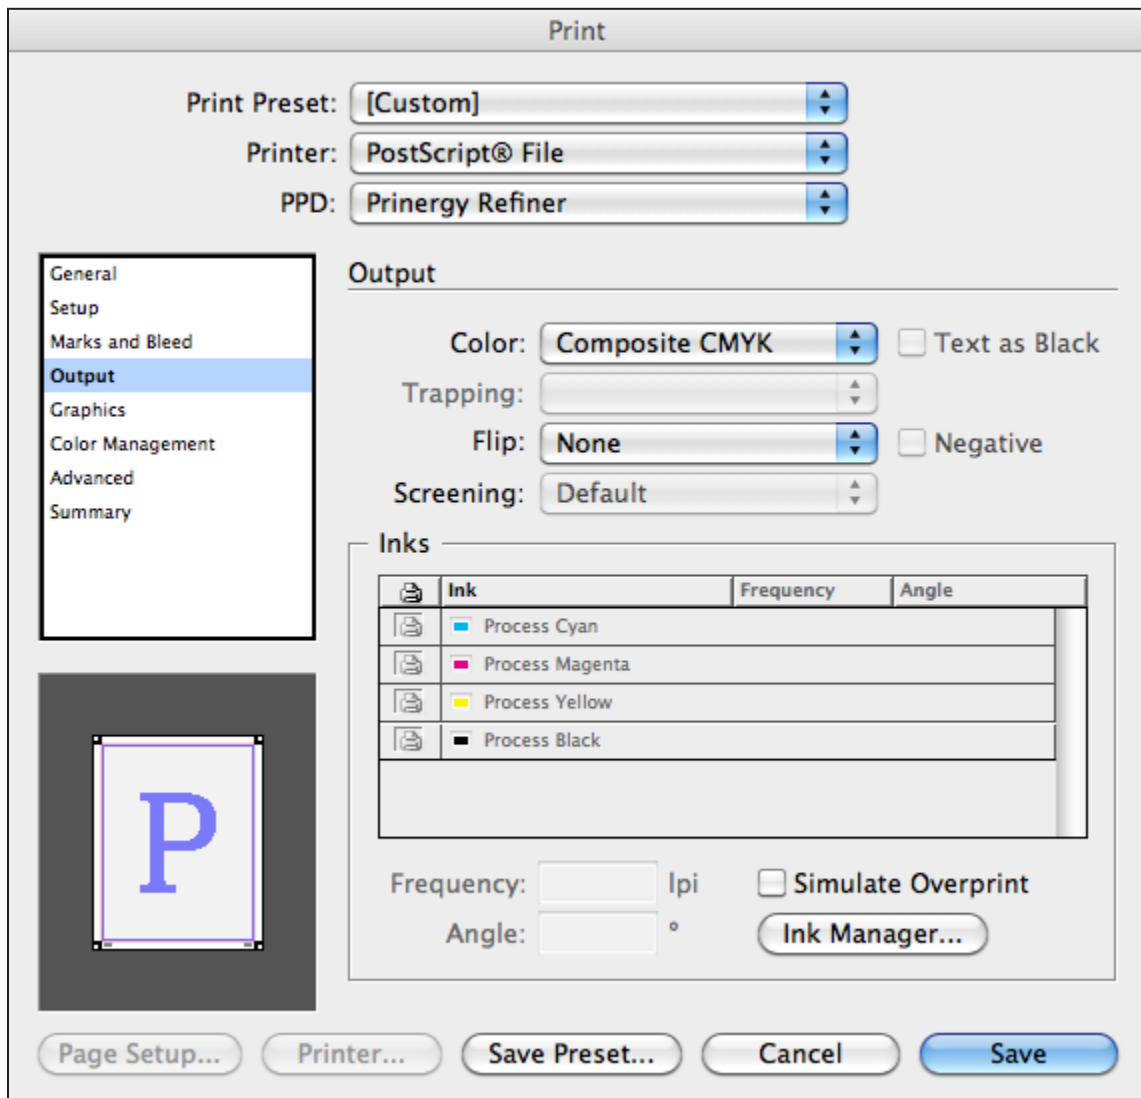 Print
Print Preset: [Custom]
Printer: PostScript® File
PPD: Prinergy Refiner
General
Setup
Marks and Bleed
Output
Graphics
Color Management
Advanced
Summary
Output
Color: Composite CMYK Text as Black
Trapping:
Flip: None Negative
Screening: Default
Inks
Ink Frequency Angle
Process Cyan
Process Magenta
Process Yellow
Process Black
Frequency: lpi Simulate Overprint
Angle: ° Ink Manager...
P
Page Setup... Printer... Save Preset... Cancel Save